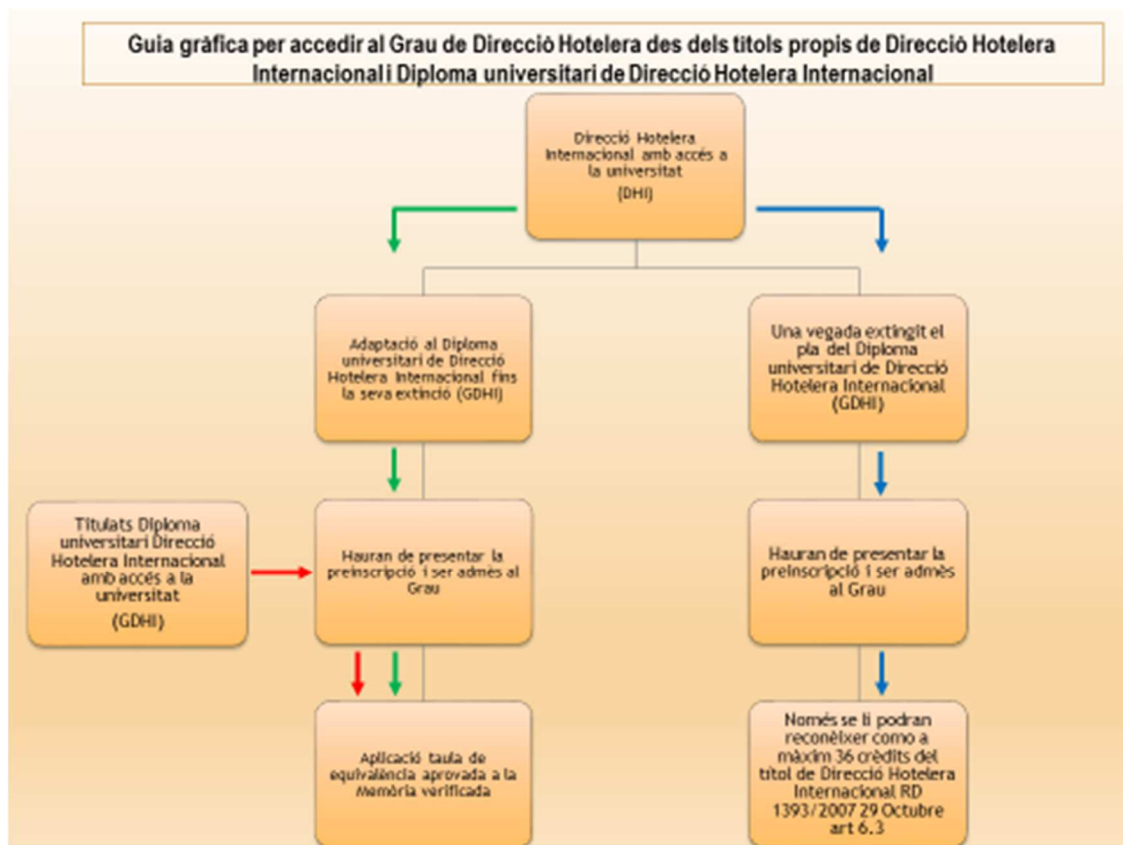 Guia gràfica per accedir al Grau de Direcció Hotelera des dels títols propis de Direcció Hotelera
Internacional i Diploma universitari de Direcció Hotelera Internacional
Direcció Hotelera
Internacional amb accés a
la universitat
(DHI)
Adaptació al Diploma
universitari de Direcció
Hotelera Internacional fins
la seva extinció (GDHI)
Una vegada extingit el
pla del Diploma
universitari de Direcció
Hotelera Internacional
(GDHI)
Titulats Diploma
universitari Direcció
Hotelera Internacional
amb accés a la
universitat
(GDHI)
Hauran de presentar la
preinscripció i ser admès al
Grau
Hauran de presentar la
preinscripció i ser admès
al Grau
Aplicació taula de
equivalència aprovada a la
Memòria verificada
Només se li podran
reconèixer como a
màxim 36 crèdits del
títol de Direcció Hotelera
Internacional RD
1393/2007 29 Octubre
art 6.3